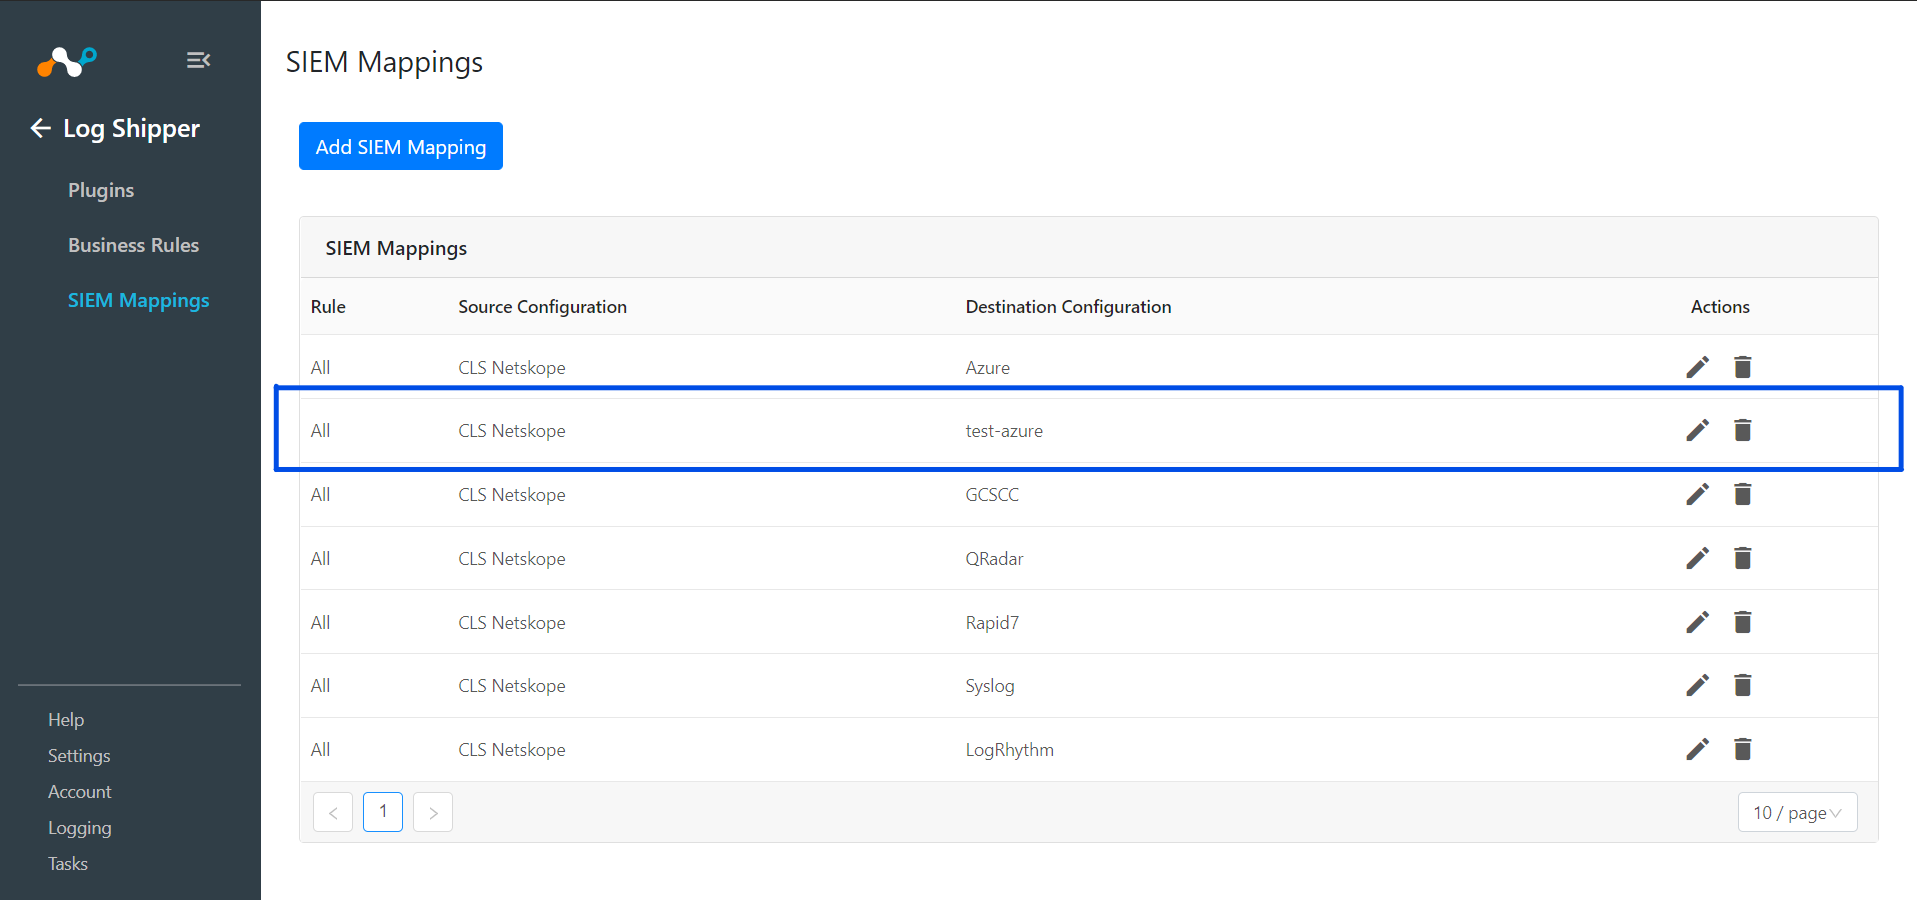 Log Shipper
Plugins
Business Rules
SIEM Mappings
Help
Settings
Account
Logging
Tasks
SIEM Mappings
Add SIEM Mapping
SIEM Mappings
Rule Source Configuration Destination Configuration Actions
All CLS Netskope Azure
All CLS Netskope test-azure
All CLS Netskope GCSCC
All CLS Netskope QRadar
All CLS Netskope Rapid7
All CLS Netskope Syslog
All CLS Netskope LogRhythm
< 1 > 10 / page